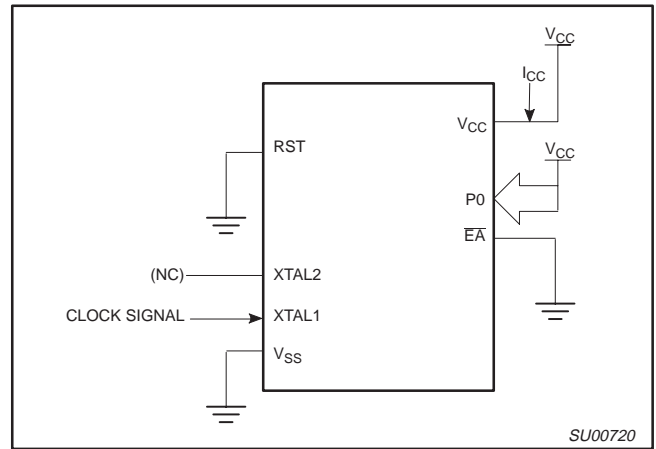 VCC
ICC
VCC
RST
VCC
P0
EA
(NC)
XTAL2
CLOCK SIGNAL
XTAL1
VSS
SU00720